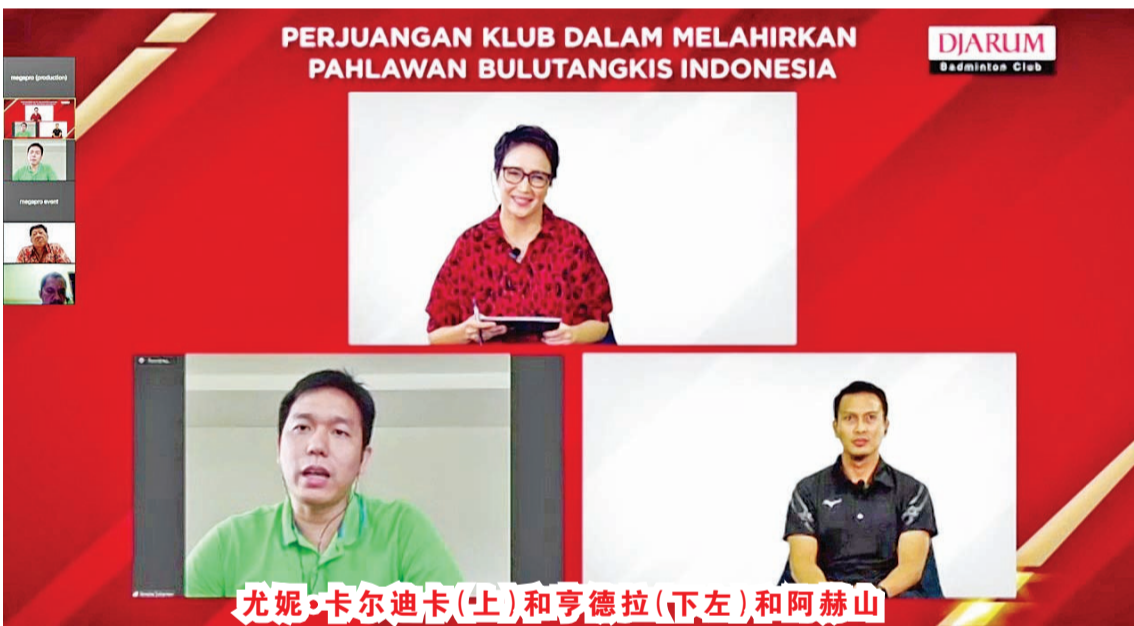 PERJUANGAN KLUB DALAM MELAHIRKAN
PAHLAWAN BULUTANGKIS INDONESIA
DJARUM
Badminton Club
megapro (production)
megapro event
尤妮·卡尔迪卡(上)和亨德拉(下左)和阿赫山